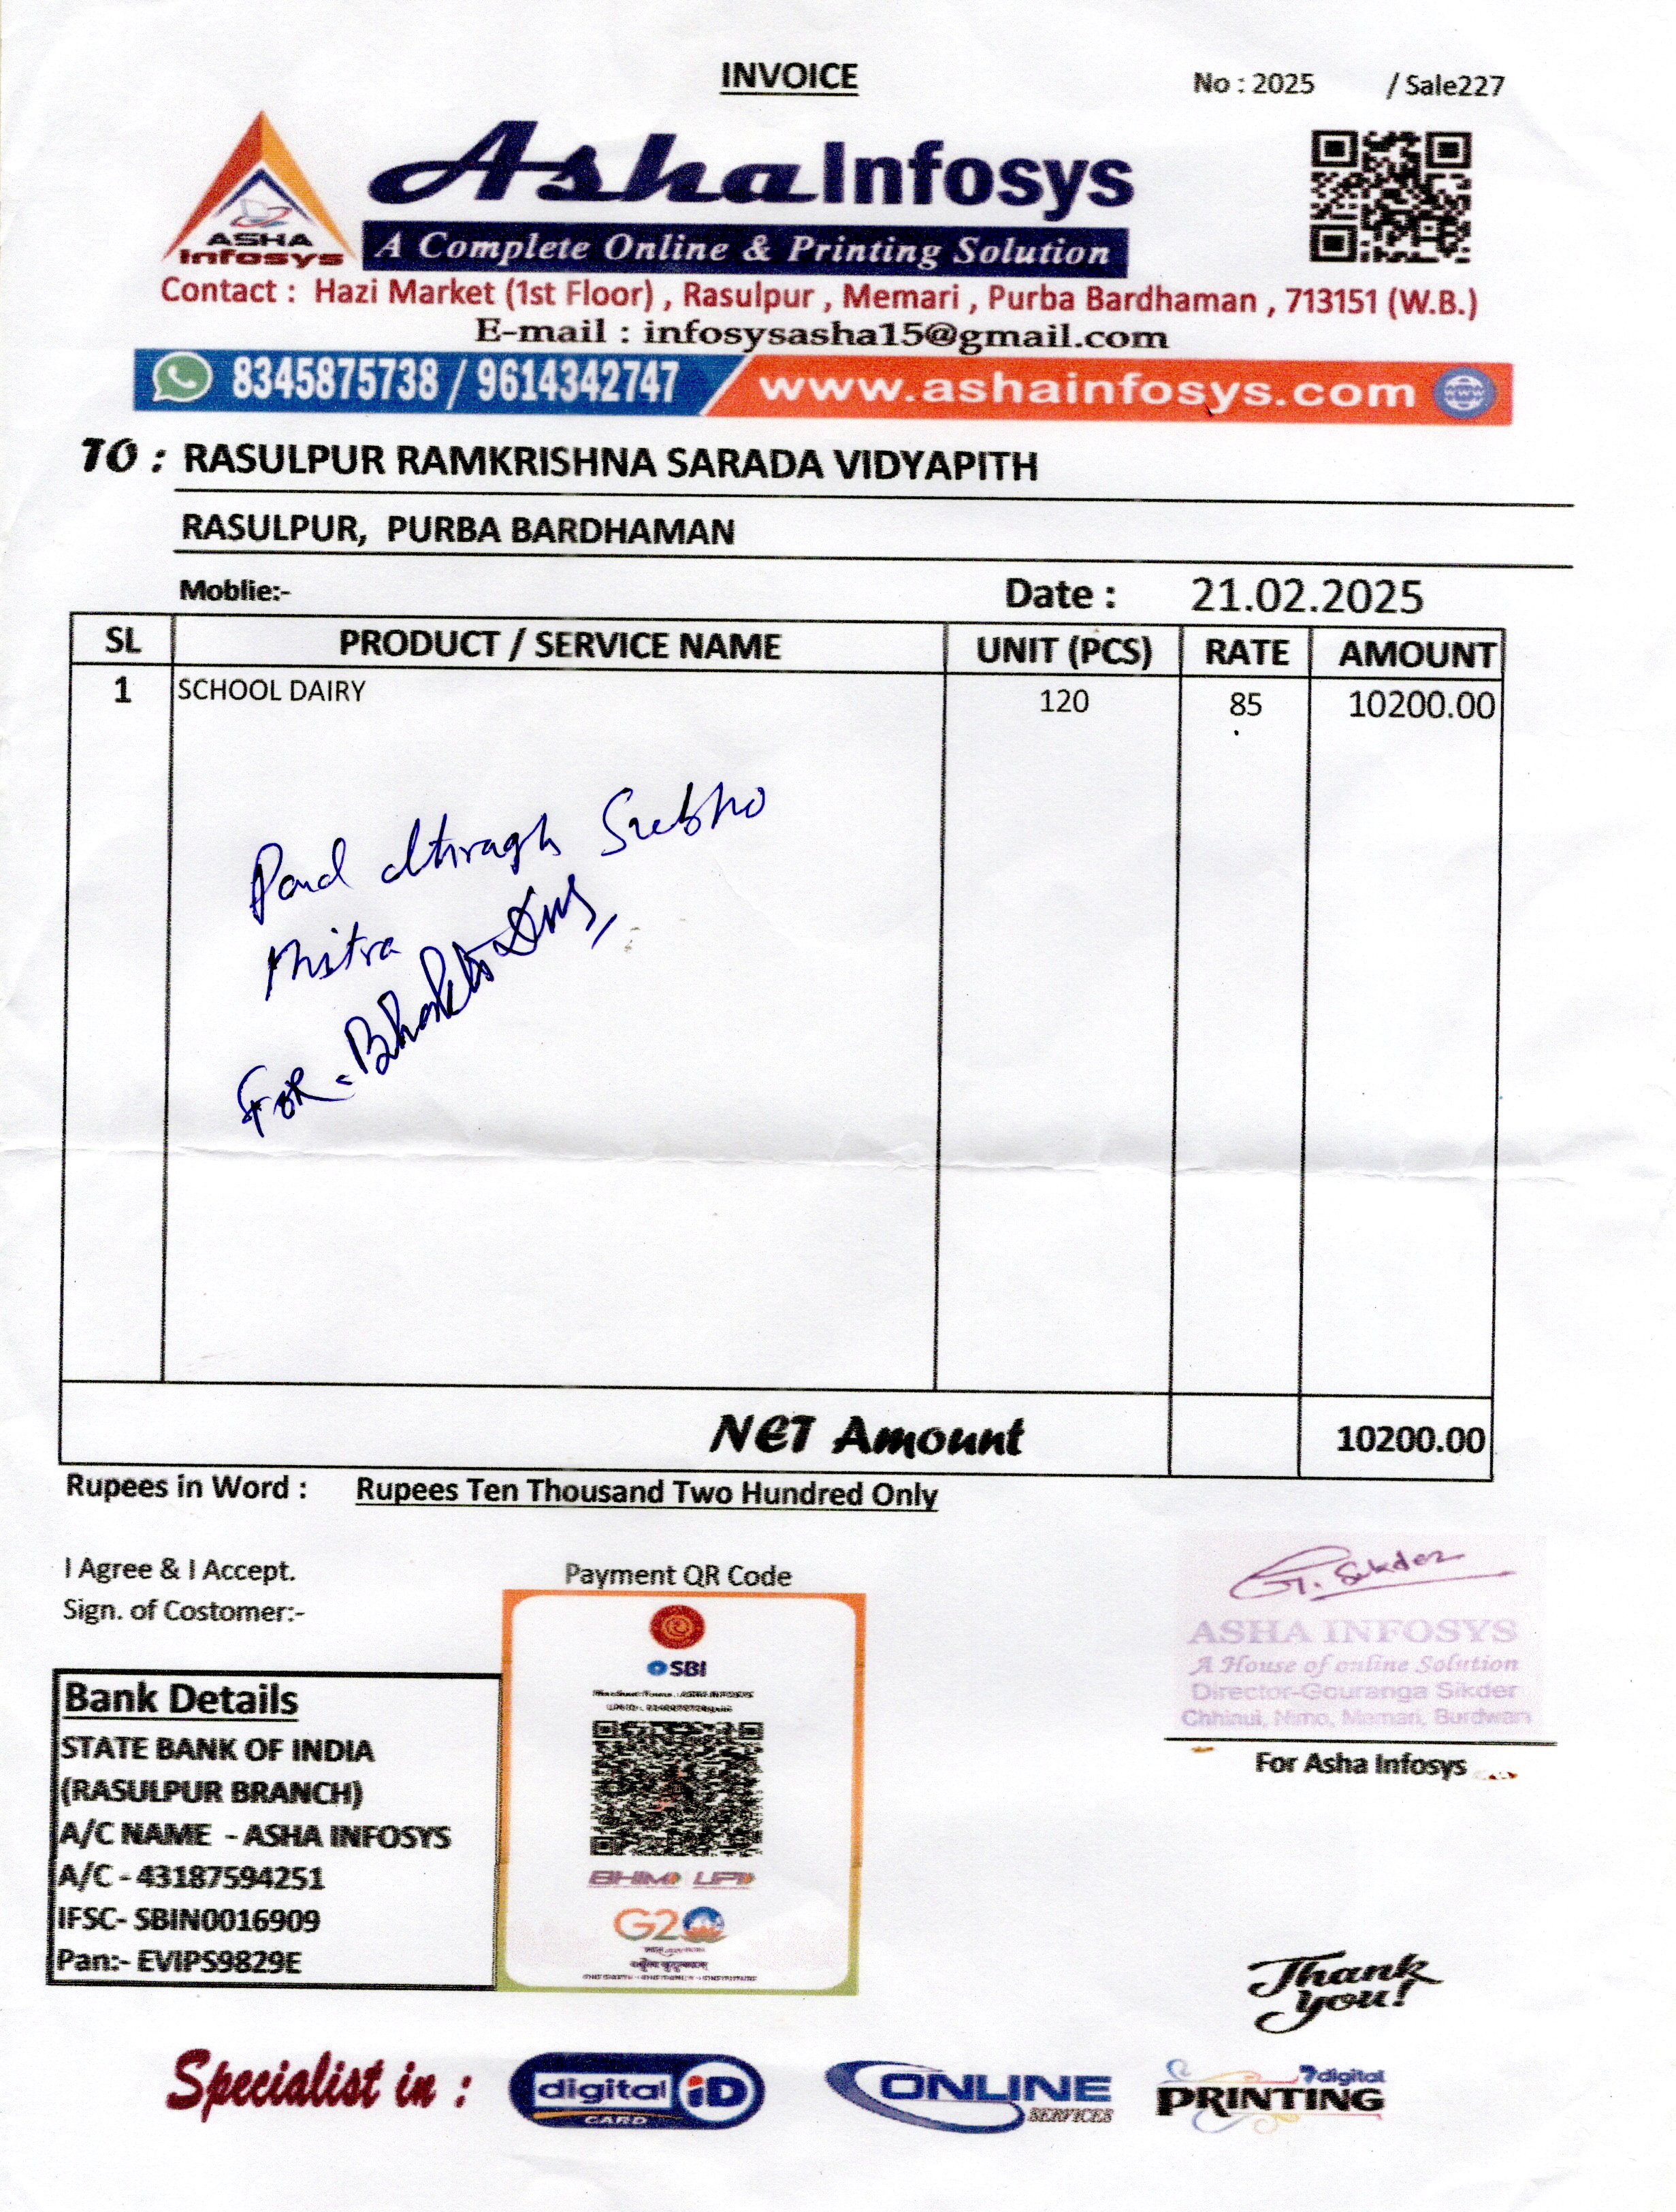 INVOICE
No : 2025 / Sale227
ASHA
Infosys
Asha Infosys
A Complete Online & Printing Solution
Contact : Hazi Market (1st Floor) , Rasulpur , Memari , Purba Bardhaman , 713151 (W.B.)
E-mail : infosysasha15@gmail.com
8345875738 / 9614342747 www.ashainfosys.com
TO : RASULPUR RAMKRISHNA SARADA VIDYAPITH
RASULPUR, PURBA BARDHAMAN
Moblie:- Date : 21.02.2025
SL PRODUCT / SERVICE NAME UNIT (PCS) RATE AMOUNT
1 SCHOOL DAIRY 120 85 10200.00
Paid through Subho
Mitra
FOR - Bhakto
NET Amount 10200.00
Rupees in Word : Rupees Ten Thousand Two Hundred Only
I Agree & I Accept.
Sign. of Costomer:-
Payment QR Code
SBI
BHIM UPI
G20
Bank Details
STATE BANK OF INDIA
(RASULPUR BRANCH)
A/C NAME - ASHA INFOSYS
A/C - 43187594251
IFSC- SBIN0016909
Pan:- EVIPS9829E
G. Sikder
ASHA INFOSYS
A House of online Solution
Director-Gouranga Sikder
Chhinui, Nimo, Memari, Burdwan
For Asha Infosys
Thank
you!
Specialist in :
digital iD
CARD
ONLINE
SERVICES
digital
PRINTING